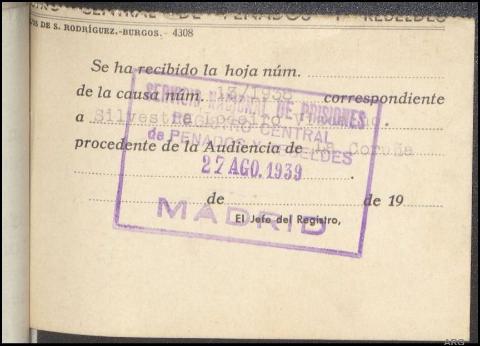 CENTRAL DE PENADOS Y REBELDES
DE S. RODRÍGUEZ.-BURGOS.- 4308
Se ha recibido la hoja núm.
de la causa núm. 13/1938 correspondiente
a Silvestre Loreiro
procedente de la Audiencia de La Coruña
de de 19
El Jefe del Registro,
SERVICIO NACIONAL DE PRISIONES
REGISTRO CENTRAL
de PENADOS Y REBELDES
27 AGO. 1939
MADRID
ARG